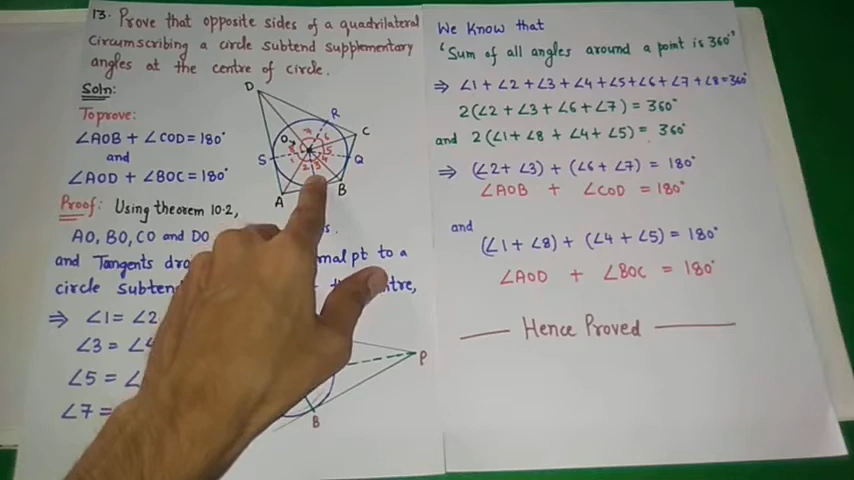 13. Prove that opposite sides of a quadrilateral
circumscribing a circle subtend supplementary
angles at the centre of circle.
Soln:
To prove:
∠AOB + ∠COD = 180°
and
∠AOD + ∠BOC = 180°
D
R
C
O
S
Q
A
B
Proof: Using theorem 10.2,
AO, BO, CO and DO
and Tangents
circle subtend
⇒ ∠1 = ∠2
∠3 = ∠4
∠5 = ∠
∠7 =
P
B
We know that
'Sum of all angles around a point is 360°'
⇒ ∠1 + ∠2 + ∠3 + ∠4 + ∠5 + ∠6 + ∠7 + ∠8 = 360°
2(∠2 + ∠3 + ∠6 + ∠7) = 360°
and 2(∠1 + ∠8 + ∠4 + ∠5) = 360°
⇒ (∠2 + ∠3) + (∠6 + ∠7) = 180°
∠AOB + ∠COD = 180°
and
(∠1 + ∠8) + (∠4 + ∠5) = 180°
∠AOD + ∠BOC = 180°
Hence Proved